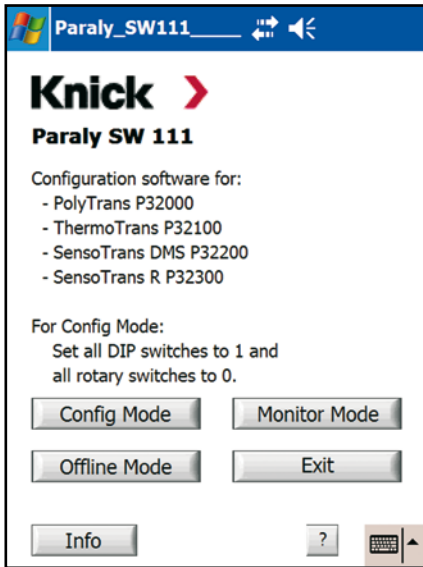 Paraly_SW111_____
Knick
Paraly SW 111
Configuration software for:
- PolyTrans P32000
- ThermoTrans P32100
- SensoTrans DMS P32200
- SensoTrans R P32300
For Config Mode:
Set all DIP switches to 1 and
all rotary switches to 0.
Config Mode Monitor Mode
Offline Mode Exit
Info ?